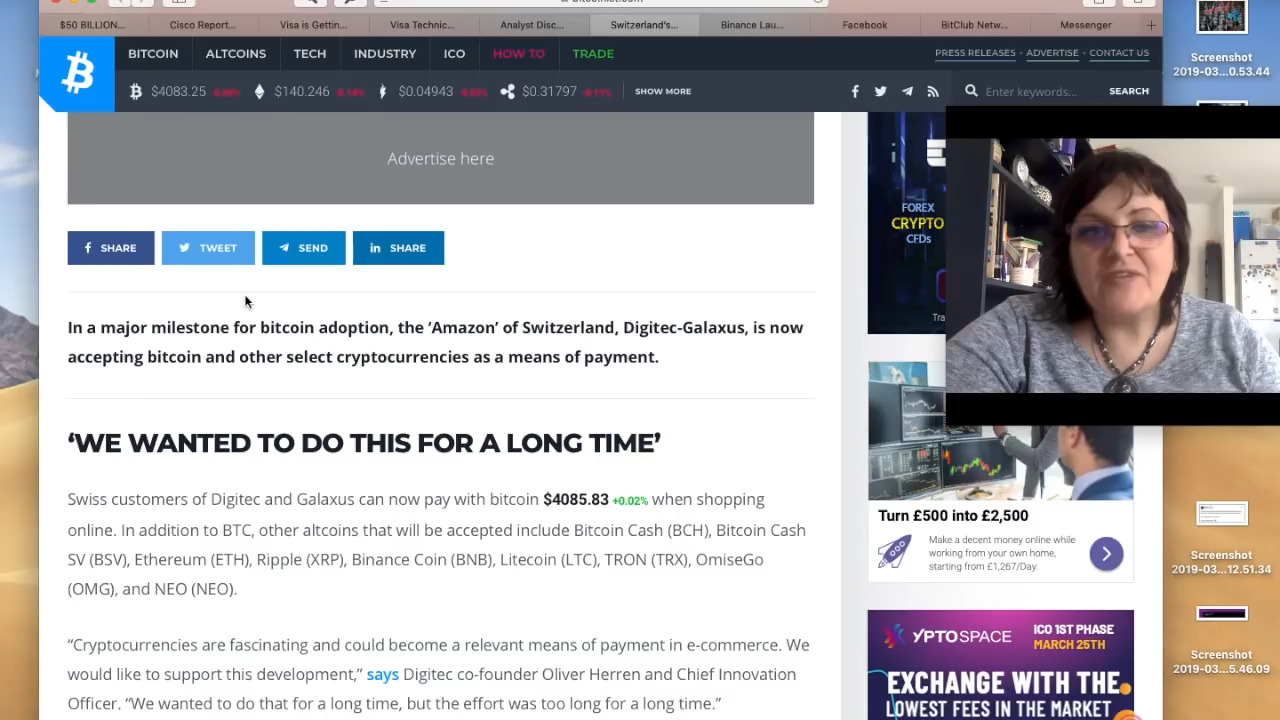 $50 BILLION...
Cisco Report...
Visa is Gettin...
Visa Technic...
Analyst Disc...
Switzerland's...
Binance Lau...
Facebook
BitClub Netw...
Messenger
BITCOIN
ALTCOINS
TECH
INDUSTRY
ICO
HOW TO
TRADE
PRESS RELEASES · ADVERTISE · CONTACT US
$4083.25
$140.246
$0.04943
$0.31797
SHOW MORE
Enter keywords...
SEARCH
Advertise here
SHARE
TWEET
SEND
SHARE
In a major milestone for bitcoin adoption, the ‘Amazon’ of Switzerland, Digitec-Galaxus, is now
accepting bitcoin and other select cryptocurrencies as a means of payment.
‘WE WANTED TO DO THIS FOR A LONG TIME’
Swiss customers of Digitec and Galaxus can now pay with bitcoin $4085.83 +0.02% when shopping
online. In addition to BTC, other altcoins that will be accepted include Bitcoin Cash (BCH), Bitcoin Cash
SV (BSV), Ethereum (ETH), Ripple (XRP), Binance Coin (BNB), Litecoin (LTC), TRON (TRX), OmiseGo
(OMG), and NEO (NEO).
“Cryptocurrencies are fascinating and could become a relevant means of payment in e-commerce. We
would like to support this development,” says Digitec co-founder Oliver Herren and Chief Innovation
Officer. “We wanted to do that for a long time, but the effort was too long for a long time.”
FOREX
CRYPTO
CFDs
Turn £500 into £2,500
Make a decent money online while
working from your own home,
starting from £1,267/Day.
YPTOSPACE
ICO 1ST PHASE
MARCH 25TH
EXCHANGE WITH THE
LOWEST FEES IN THE MARKET
Screenshot
2019-03...0.53.44
Screenshot
2019-03...12.51.34
Screenshot
2019-03...5.46.09